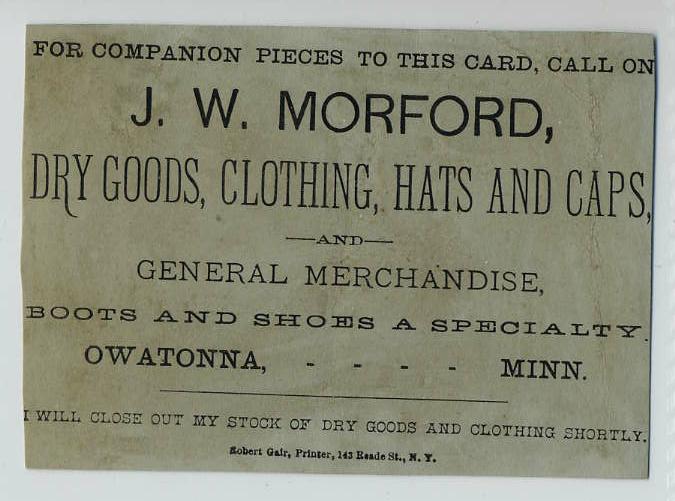 FOR COMPANION PIECES TO THIS CARD, CALL ON
J. W. MORFORD,
DRY GOODS, CLOTHING, HATS AND CAPS,
—AND—
GENERAL MERCHANDISE,
BOOTS AND SHOES A SPECIALTY.
OWATONNA, - - - - MINN.
I WILL CLOSE OUT MY STOCK OF DRY GOODS AND CLOTHING SHORTLY.
Robert Gair, Printer, 143 Reade St., N. Y.